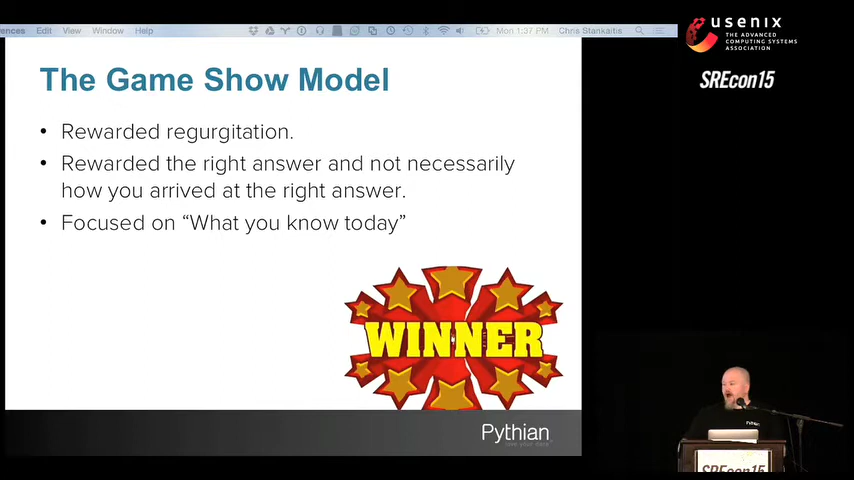 ences Edit View Window Help
Mon 1:37 PM Chris Stankaitis
usenix
THE ADVANCED
COMPUTING SYSTEMS
ASSOCIATION
SREcon15
The Game Show Model
• Rewarded regurgitation.
• Rewarded the right answer and not necessarily
how you arrived at the right answer.
• Focused on “What you know today”
WINNER
Pythian
Pythian
SREcon15